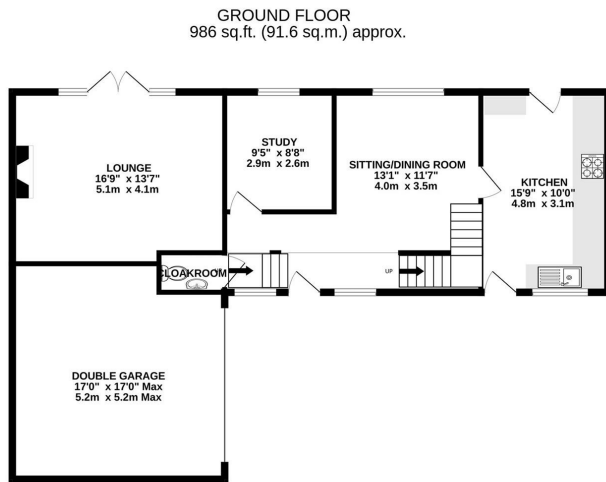 GROUND FLOOR
986 sq.ft. (91.6 sq.m.) approx.
LOUNGE
16'9" x 13'7"
5.1m x 4.1m
STUDY
9'5" x 8'8"
2.9m x 2.6m
SITTING/DINING ROOM
13'1" x 11'7"
4.0m x 3.5m
KITCHEN
15'9" x 10'0"
4.8m x 3.1m
CLOAKROOM
UP
DOUBLE GARAGE
17'0" x 17'0" Max
5.2m x 5.2m Max